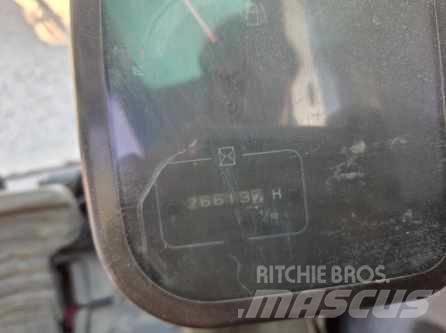 26613 H
RITCHIE BROS.
MASCUS